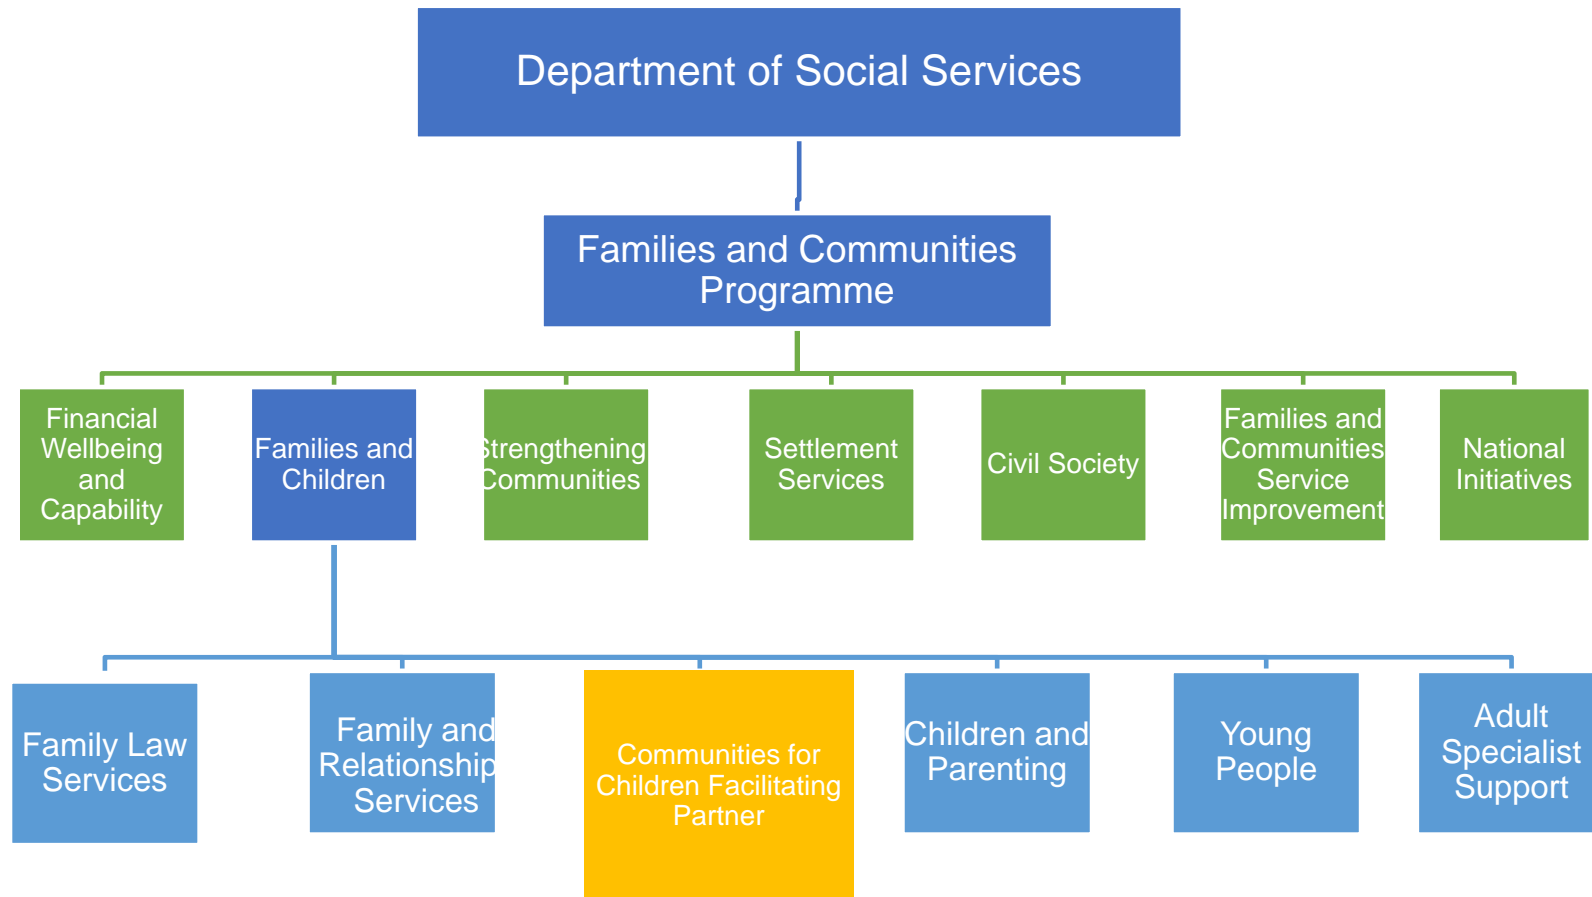 Department of Social Services
Families and Communities
Programme
Financial
Wellbeing
and
Capability
Families and
Children
Strengthening
Communities
Settlement
Services
Civil Society
Families and
Communities
Service
Improvement
National
Initiatives
Family Law
Services
Family and
Relationship
Services
Communities for
Children Facilitating
Partner
Children and
Parenting
Young
People
Adult
Specialist
Support